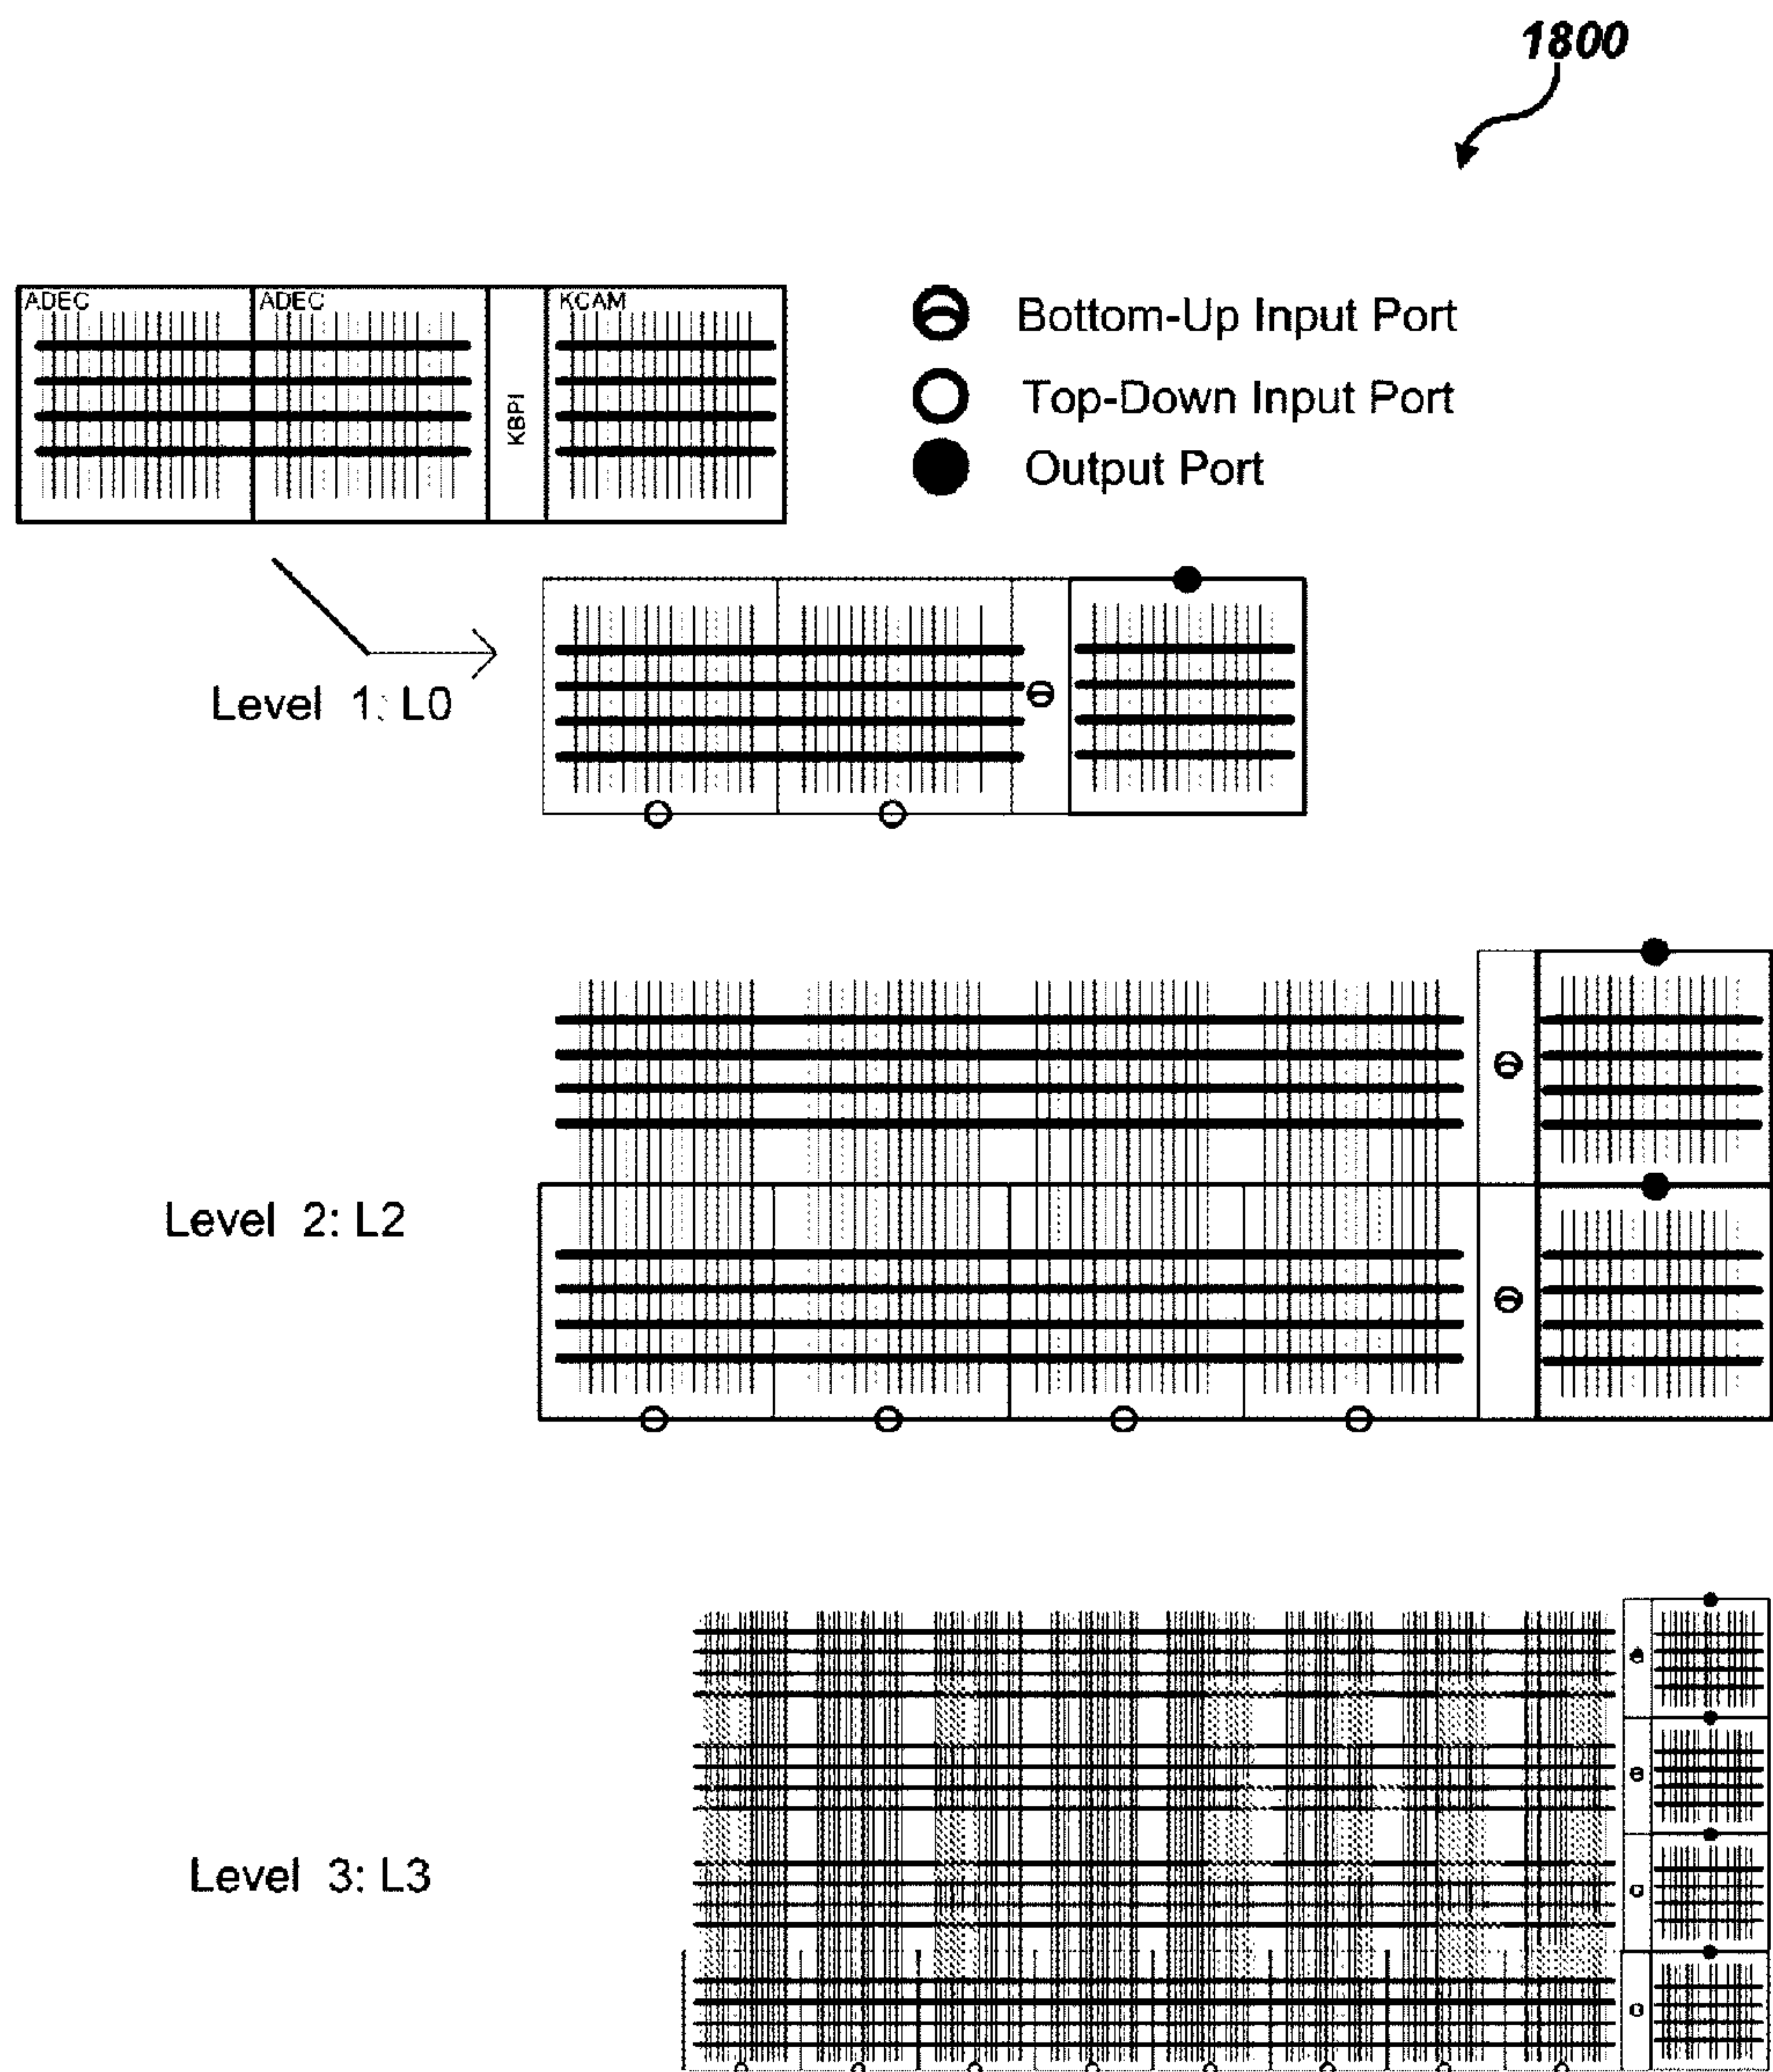 1800
ADEC ADEC KBPI KCAM
Bottom-Up Input Port
Top-Down Input Port
Output Port
Level 1: L0
Level 2: L2
Level 3: L3